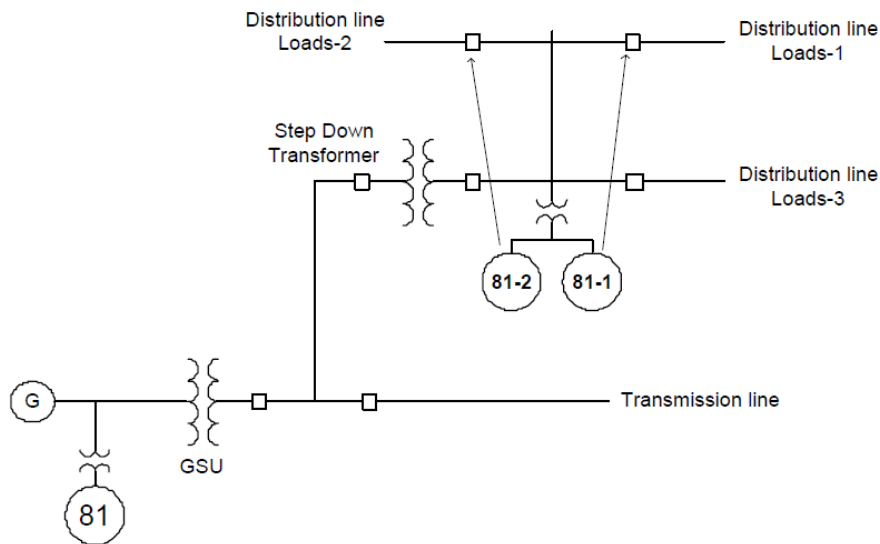 Distribution line
Loads-2
Distribution line
Loads-1
Step Down
Transformer
Distribution line
Loads-3
81-2
81-1
G
GSU
Transmission line
81